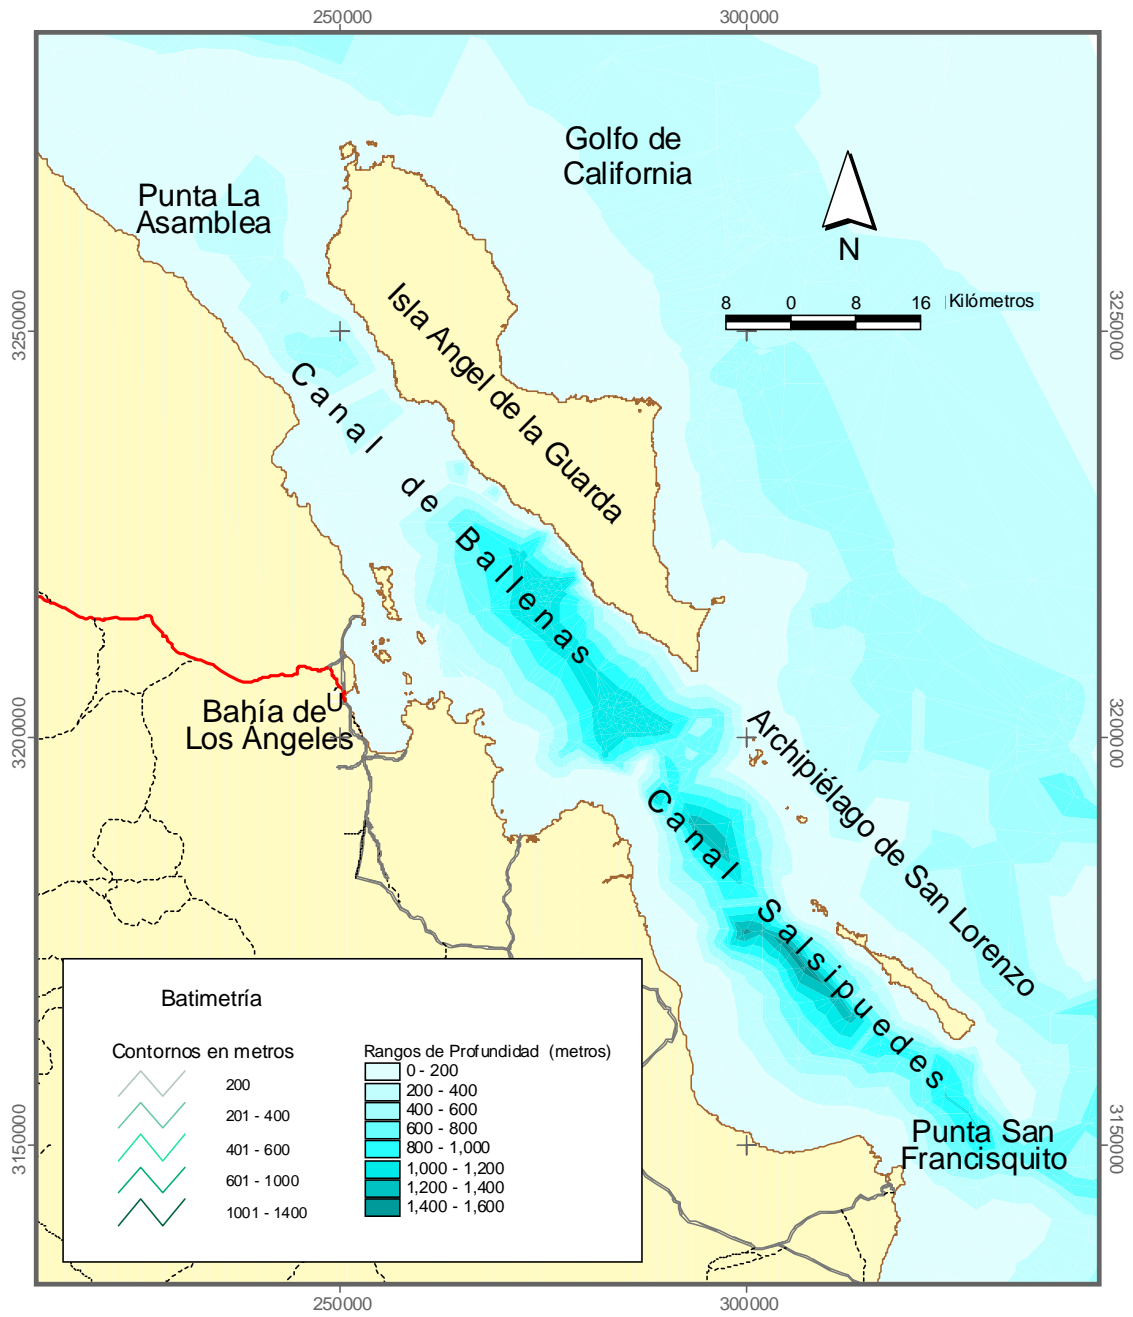 250000
300000
Golfo de
California
Punta La
Asamblea
N
8 0 8 16 Kilómetros
3250000
3250000
Isla Angel de la Guarda
Canal de Ballenas
Bahía de
Los Angeles
Ú
3200000
3200000
Archipiélago de San Lorenzo
Canal Salsipuedes
Punta San
Francisquito
3150000
3150000
Batimetría
Contornos en metros
200
201 - 400
401 - 600
601 - 1000
1001 - 1400
Rangos de Profundidad (metros)
0 - 200
200 - 400
400 - 600
600 - 800
800 - 1,000
1,000 - 1,200
1,200 - 1,400
1,400 - 1,600
250000
300000